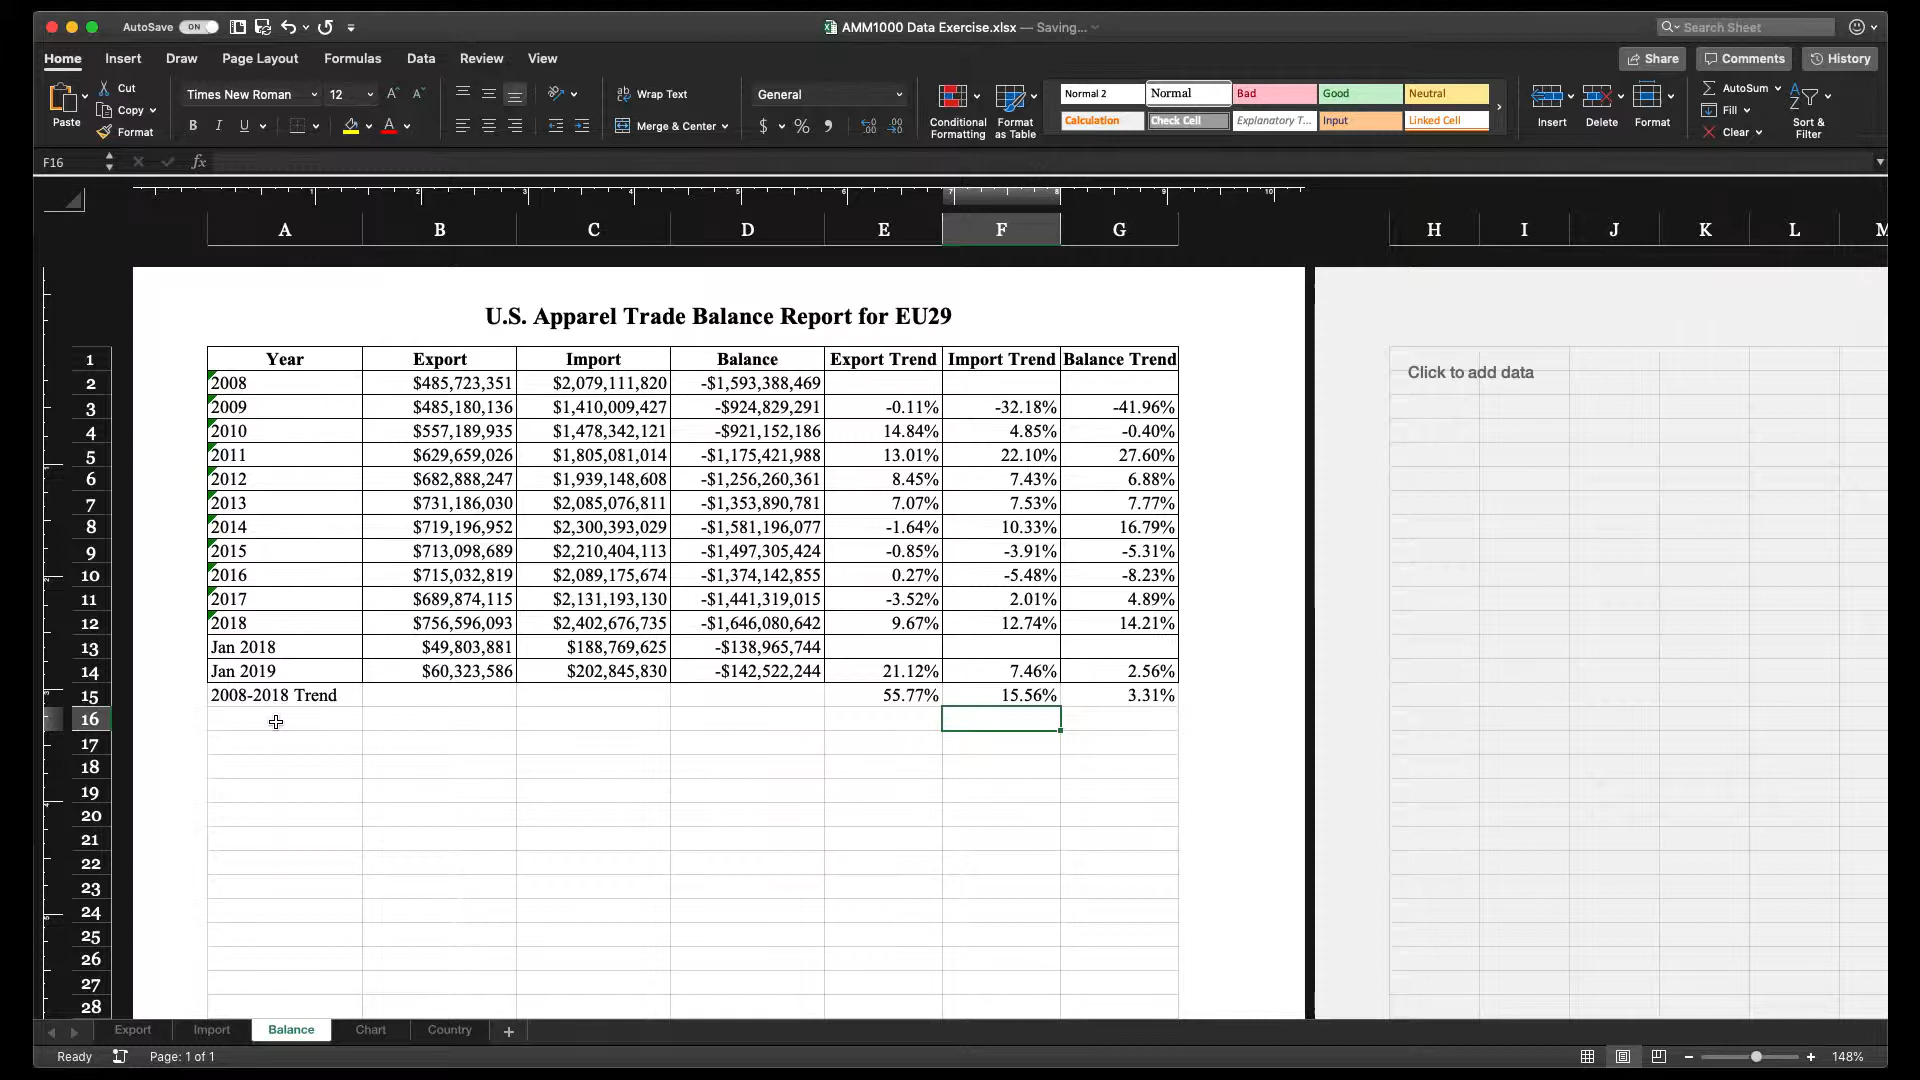 AutoSave ON AMM1000 Data Exercise.xlsx — Saving... Search Sheet
Home Insert Draw Page Layout Formulas Data Review View Share Comments History
Paste Cut Copy Format Times New Roman 12 Wrap Text Merge & Center General Conditional Formatting Format as Table Normal 2 Normal Bad Good Neutral Insert Delete Format AutoSum Fill Clear Sort & Filter
B I U A $ % Calculation Check Cell Explanatory T... Input Linked Cell
F16 fx
1 2 3 4 5 6 7 8 9 10
A B C D E F G H I J K L M
U.S. Apparel Trade Balance Report for EU29
1 Year Export Import Balance Export Trend Import Trend Balance Trend
Click to add data
2 2008 $485,723,351 $2,079,111,820 -$1,593,388,469
3 2009 $485,180,136 $1,410,009,427 -$924,829,291 -0.11% -32.18% -41.96%
4 2010 $557,189,935 $1,478,342,121 -$921,152,186 14.84% 4.85% -0.40%
5 2011 $629,659,026 $1,805,081,014 -$1,175,421,988 13.01% 22.10% 27.60%
6 2012 $682,888,247 $1,939,148,608 -$1,256,260,361 8.45% 7.43% 6.88%
7 2013 $731,186,030 $2,085,076,811 -$1,353,890,781 7.07% 7.53% 7.77%
8 2014 $719,196,952 $2,300,393,029 -$1,581,196,077 -1.64% 10.33% 16.79%
9 2015 $713,098,689 $2,210,404,113 -$1,497,305,424 -0.85% -3.91% -5.31%
10 2016 $715,032,819 $2,089,175,674 -$1,374,142,855 0.27% -5.48% -8.23%
11 2017 $689,874,115 $2,131,193,130 -$1,441,319,015 -3.52% 2.01% 4.89%
12 2018 $756,596,093 $2,402,676,735 -$1,646,080,642 9.67% 12.74% 14.21%
13 Jan 2018 $49,803,881 $188,769,625 -$138,965,744
14 Jan 2019 $60,323,586 $202,845,830 -$142,522,244 21.12% 7.46% 2.56%
15 2008-2018 Trend 55.77% 15.56% 3.31%
16
17
18
19
20
21
22
23
24
25
26
27
28
Export Import Balance Chart Country
Ready Page: 1 of 1 148%